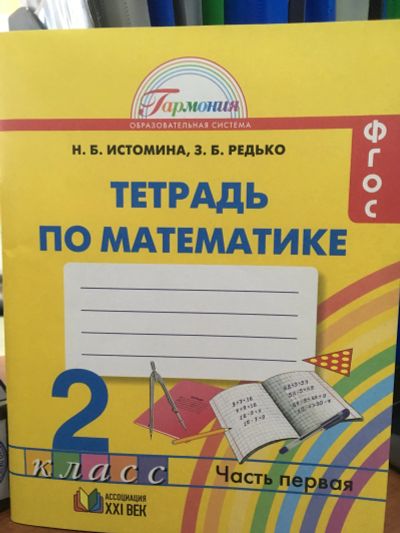 Гармония
ОБРАЗОВАТЕЛЬНАЯ СИСТЕМА
ФГОС
Н. Б. ИСТОМИНА, З. Б. РЕДЬКО
ТЕТРАДЬ
ПО МАТЕМАТИКЕ
2
класс
Часть первая
АССОЦИАЦИЯ
XXI ВЕК